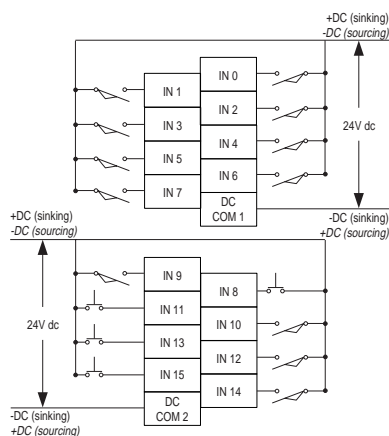 +DC (sinking)
-DC (sourcing)
IN 0
IN 1
IN 2
IN 3
IN 4
24V dc
IN 5
IN 6
IN 7
DC
COM 1
+DC (sinking)
-DC (sourcing)
-DC (sinking)
+DC (sourcing)
IN 9
IN 8
IN 11
24V dc
IN 10
IN 13
IN 12
IN 15
IN 14
DC
COM 2
-DC (sinking)
+DC (sourcing)